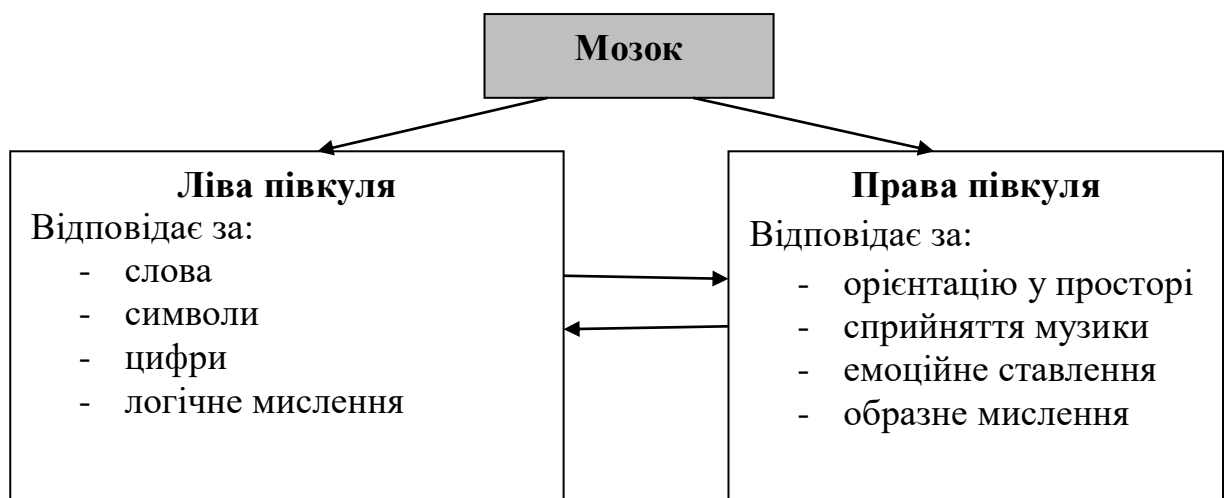 Мозок
Ліва півкуля
Відповідає за:
- слова
- символи
- цифри
- логічне мислення
Права півкуля
Відповідає за:
- орієнтацію у просторі
- сприйняття музики
- емоційне ставлення
- образне мислення